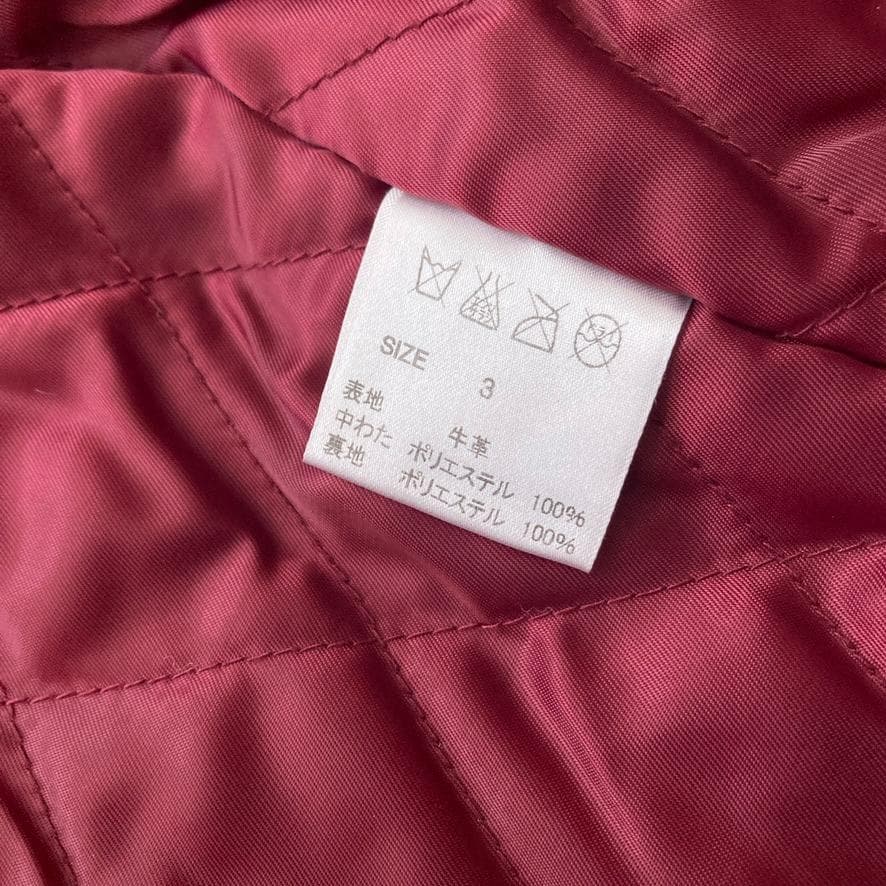 SIZE 3
表地 牛革
中わた ポリエステル 100%
裏地 ポリエステル 100%